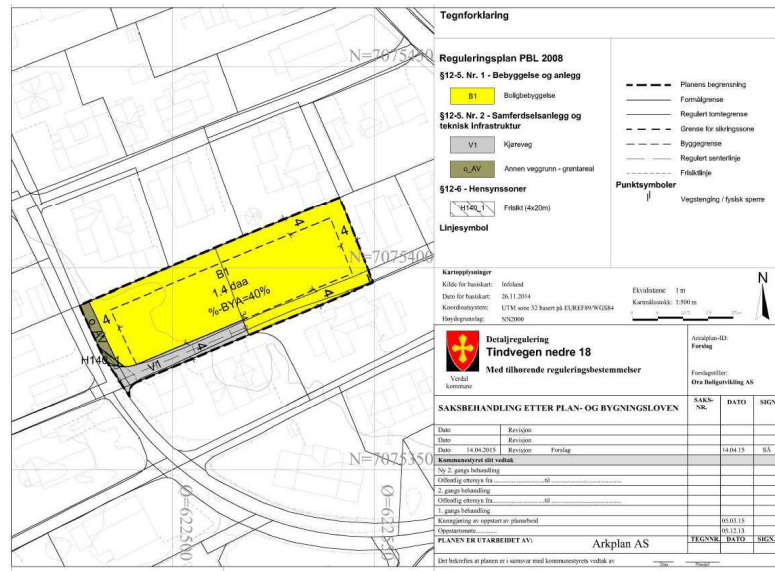 N=7075450
N=7075400
N=7075350
Ø=622500
Ø=622550
B1
1.4 daa
%-BYA=40%
4
4
4
4
4
o_AV
H140_1
V1
Tegnforklaring
Reguleringsplan PBL 2008
§12-5. Nr. 1 - Bebyggelse og anlegg
B1 Boligbebyggelse
§12-5. Nr. 2 - Samferdselsanlegg og
teknisk infrastruktur
V1 Kjøreveg
o_AV Annen veggrunn - grøntareal
§12-6 - Hensynssoner
H140_1 Frisikt (4x20m)
Linjesymbol
Planens begrensning
Formålgrense
Regulert tomtegrense
Grense for sikringssone
Byggegrense
Regulert senterlinje
Frisiktlinje
Punktsymboler
Vegstenging / fysisk sperre
Kartopplysninger
Kilde for basiskart: Infoland
Dato for basiskart: 26.11.2014
Koordinatsystem: UTM sone 32 basert på EUREF89/WGS84
Høydegrunnlag: NN2000
Ekvidistanse 1 m
Kartmålestokk: 1:500 m
N
Verdal
kommune
Detaljregulering
Tindvegen nedre 18
Med tilhørende reguleringsbestemmelser
Arealplan-ID:
Forslag
Forslagstiller:
Øra Boligutvikling AS
SAKSBEHANDLING ETTER PLAN- OG BYGNINGSLOVEN
SAKS-
NR. DATO SIGN
Dato Revisjon
Dato Revisjon
Dato 14.04.2015 Revisjon Forslag 14.04.15 SÅ
Kommunestyret sitt vedtak
Ny 2. gangs behandling
Offentlig ettersyn fra ........................til ........................
2. gangs behandling
Offentlig ettersyn fra ........................til ........................
1. gangs behandling
Kunngjøring av oppstart av planarbeid 05.03.15
Oppstartsmøte............ 05.12.13
PLANEN ER UTARBEIDET AV: Arkplan AS TEGNNR. DATO SIGN.
Det bekreftes at planen er i samsvar med kommunestyrets vedtak av